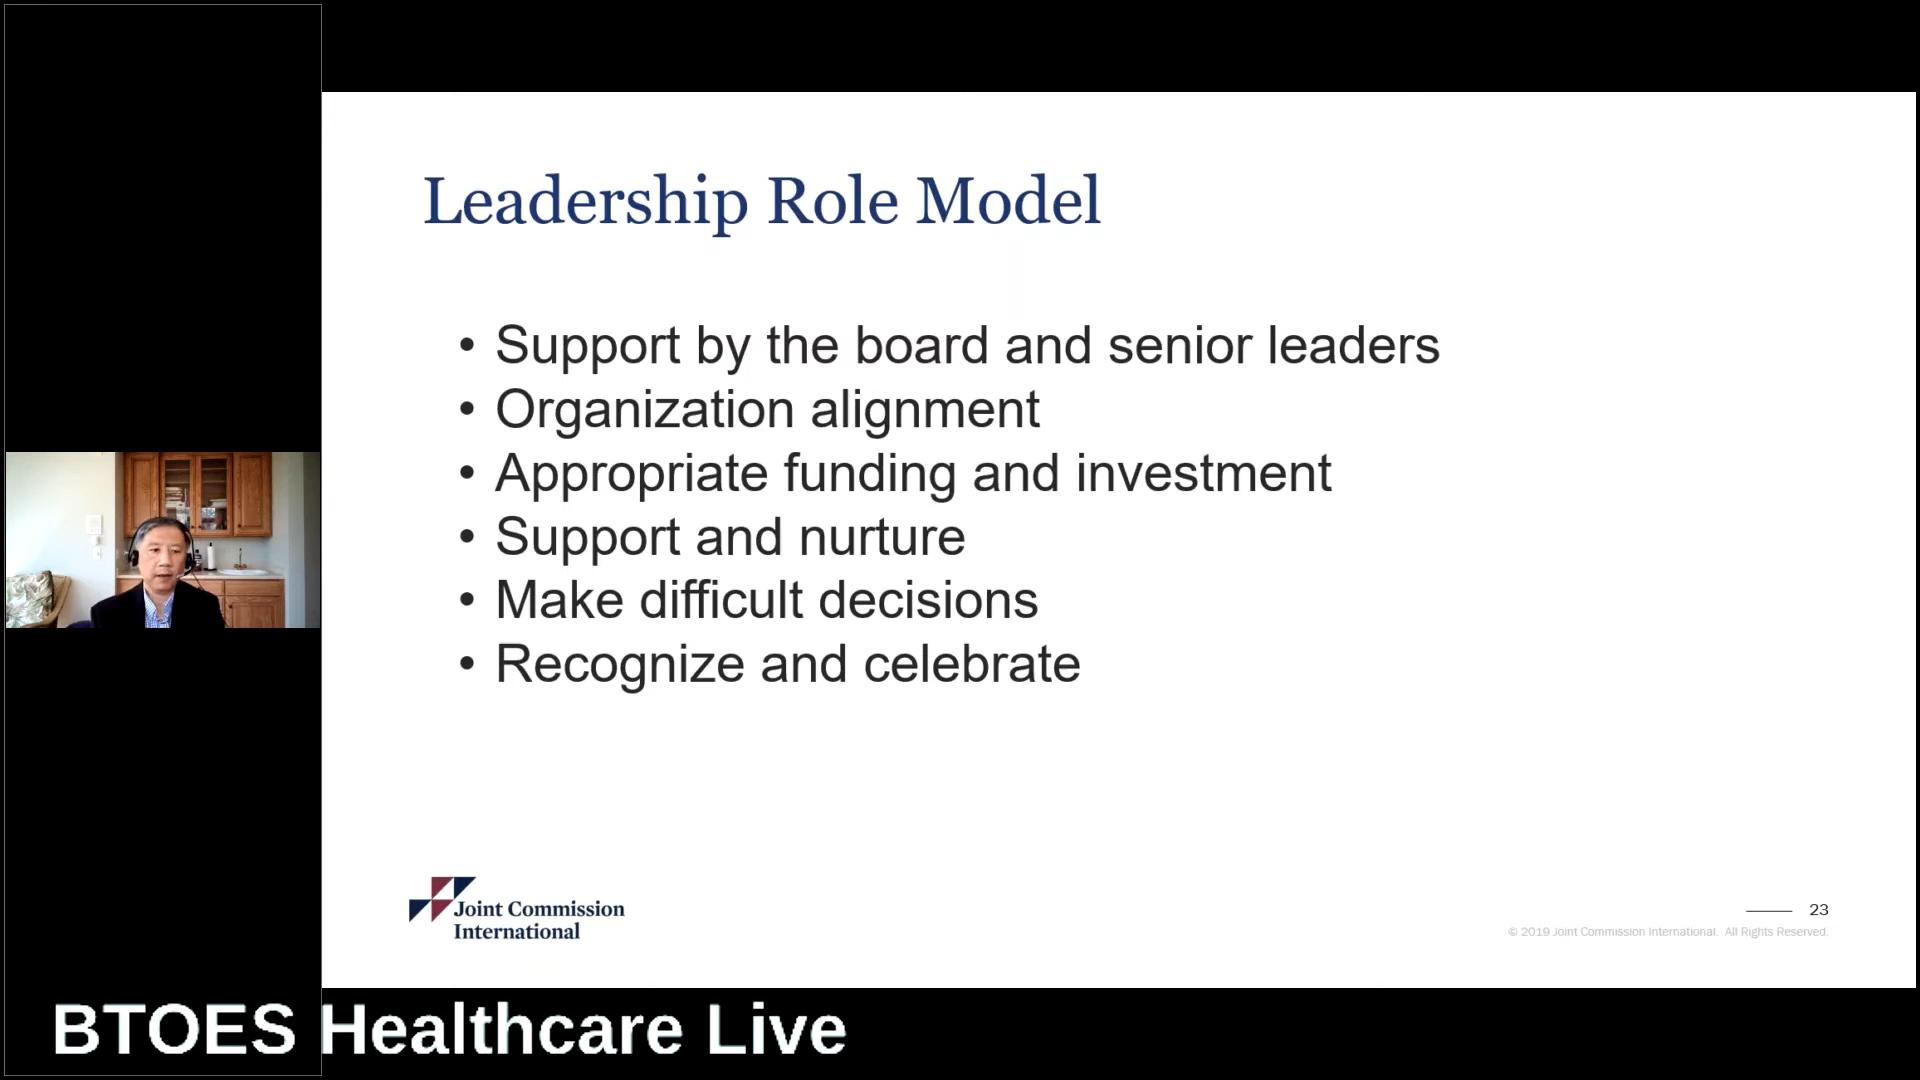 Leadership Role Model
• Support by the board and senior leaders
• Organization alignment
• Appropriate funding and investment
• Support and nurture
• Make difficult decisions
• Recognize and celebrate
Joint Commission
International
23
© 2019 Joint Commission International. All Rights Reserved.
BTOES Healthcare Live